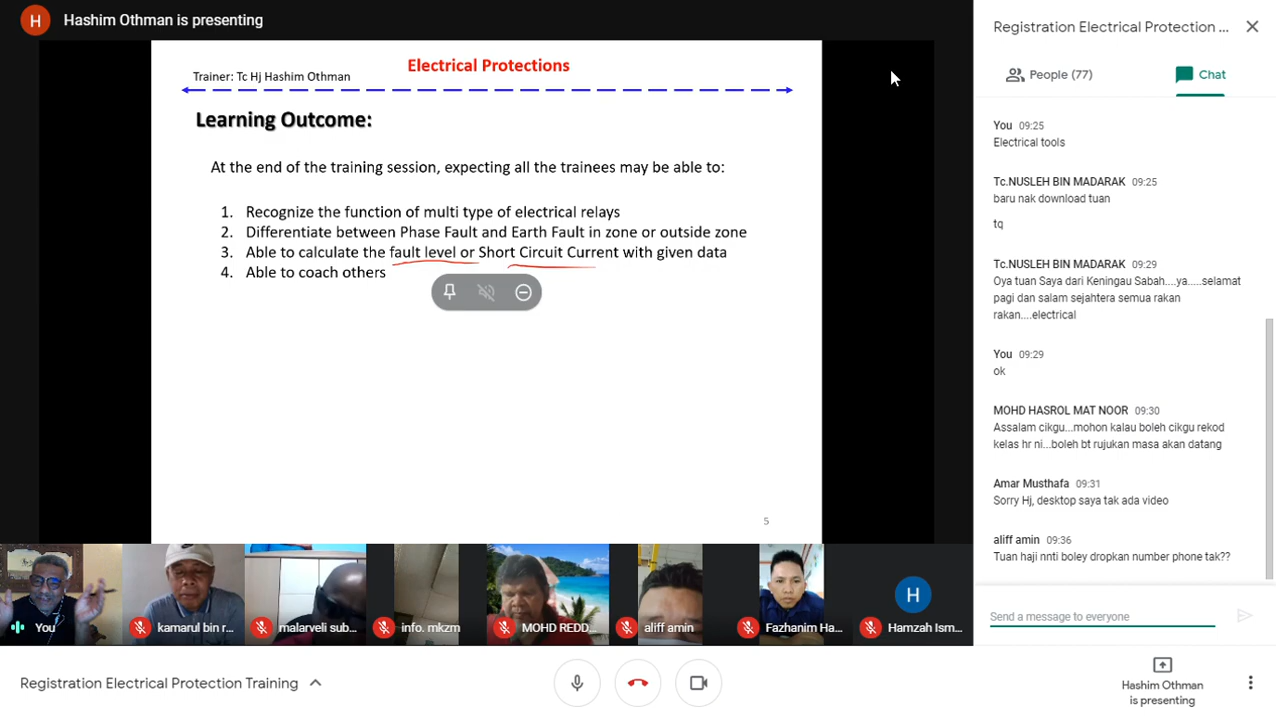 H
Hashim Othman is presenting
Trainer: Tc Hj Hashim Othman
Electrical Protections
Learning Outcome:
At the end of the training session, expecting all the trainees may be able to:
1. Recognize the function of multi type of electrical relays
2. Differentiate between Phase Fault and Earth Fault in zone or outside zone
3. Able to calculate the fault level or Short Circuit Current with given data
4. Able to coach others
5
You
kamarul bin r...
malarveli sub...
info. mkzm
MOHD REDD...
aliff amin
Fazhanim Ha...
H
Hamzah Ism...
Registration Electrical Protection Training
Registration Electrical Protection ...
People (77)
Chat
You 09:25
Electrical tools
Tc.NUSLEH BIN MADARAK 09:25
baru nak download tuan
tq
Tc.NUSLEH BIN MADARAK 09:29
Oya tuan Saya dari Keningau Sabah....ya.....selamat
pagi dan salam sejahtera semua rakan
rakan....electrical
You 09:29
ok
MOHD HASROL MAT NOOR 09:30
Assalam cikgu...mohon kalau boleh cikgu rekod
kelas hr ni...boleh bt rujukan masa akan datang
Amar Musthafa 09:31
Sorry Hj, desktop saya tak ada video
aliff amin 09:36
Tuan haji nnti boley dropkan number phone tak??
Send a message to everyone
Hashim Othman
is presenting